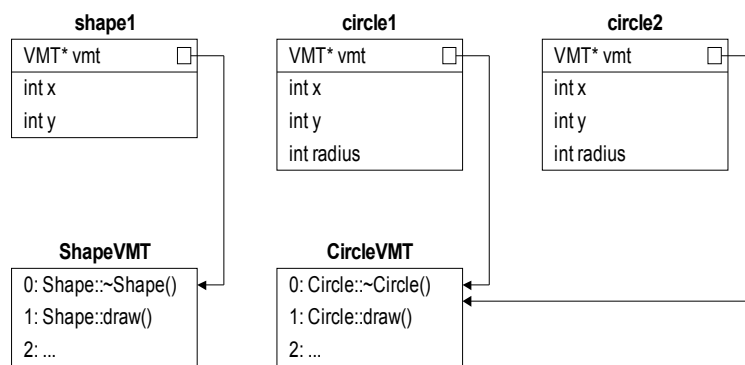 shape1
VMT* vmt
int x
int y
circle1
VMT* vmt
int x
int y
int radius
circle2
VMT* vmt
int x
int y
int radius
ShapeVMT
0: Shape::~Shape()
1: Shape::draw()
2: ...
CircleVMT
0: Circle::~Circle()
1: Circle::draw()
2: ...